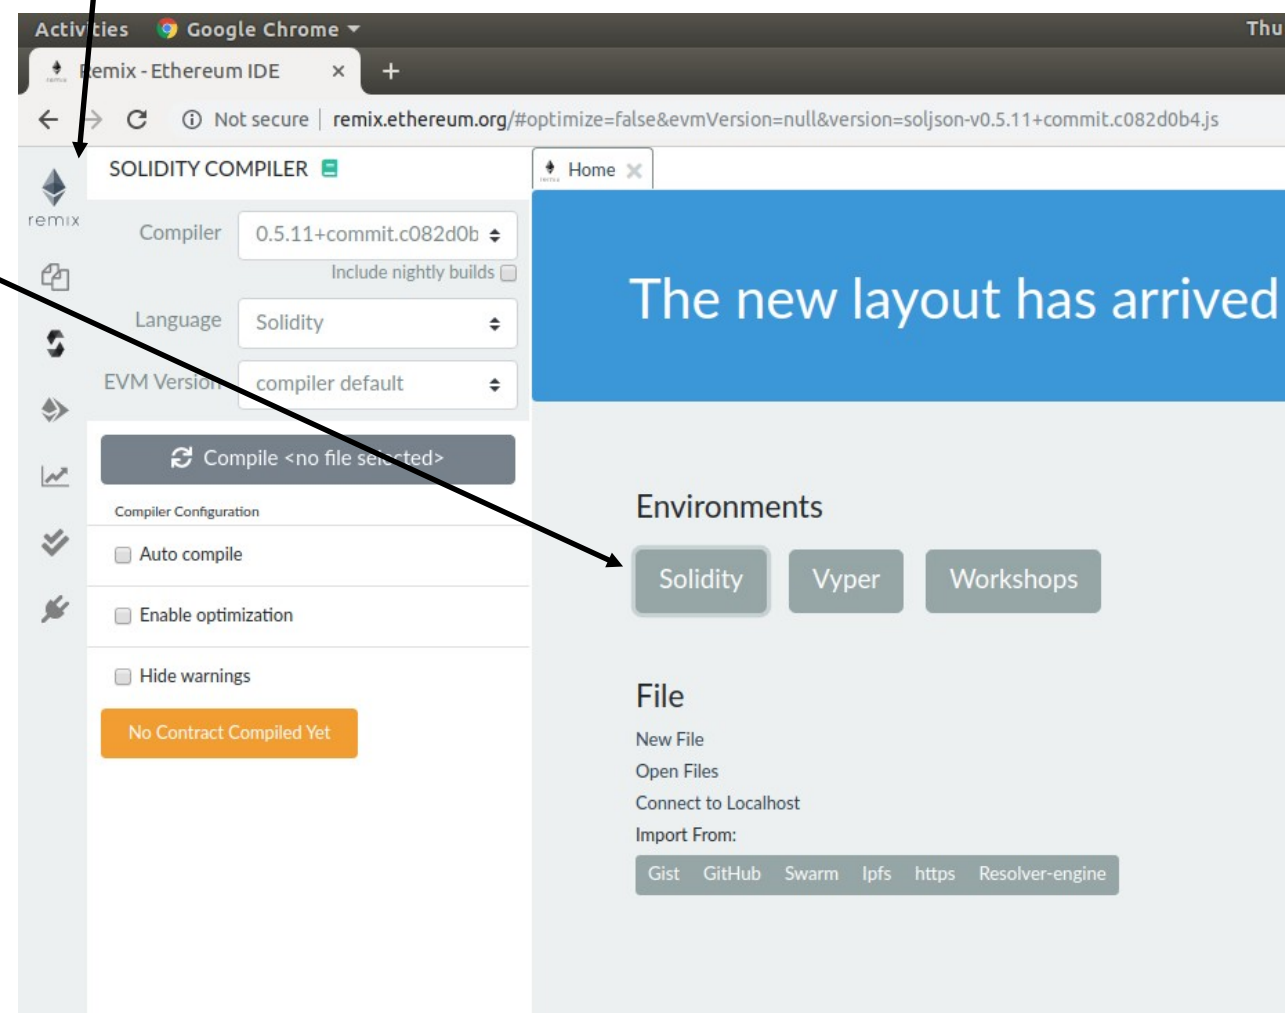 Activities Google Chrome Thu
Remix - Ethereum IDE × +
Not secure | remix.ethereum.org/#optimize=false&evmVersion=null&version=soljson-v0.5.11+commit.c082d0b4.js
remix
SOLIDITY COMPILER
Compiler 0.5.11+commit.c082d0b
Include nightly builds
Language Solidity
EVM Version compiler default
Compile <no file selected>
Compiler Configuration
Auto compile
Enable optimization
Hide warnings
No Contract Compiled Yet
Home
The new layout has arrived
Environments
Solidity Vyper Workshops
File
New File
Open Files
Connect to Localhost
Import From:
Gist GitHub Swarm Ipfs https Resolver-engine